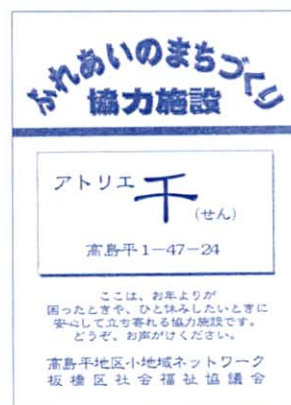 ふれあいのまちづくり
協力施設
アトリエ千(せん)
高島平1-47-24
ここは、お年よりが
困ったときや、ひと休みしたいときに
安心して立ち寄れる協力施設です。
どうぞ、お声がけください。
高島平地区小地域ネットワーク
板橋区社会福祉協議会